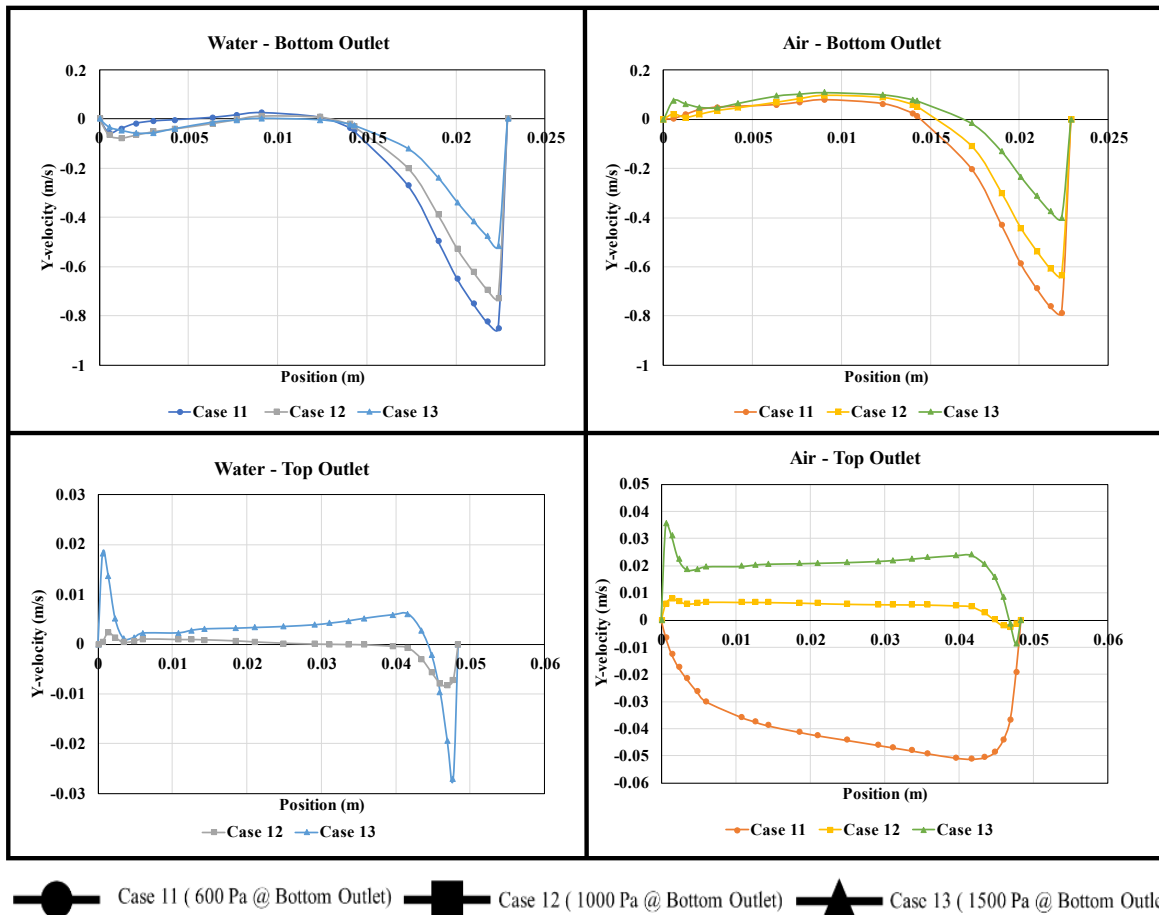 Water - Bottom Outlet
0.2
0
-0.2
-0.4
-0.6
-0.8
-1
0
0.005
0.01
0.015
0.02
0.025
Y-velocity (m/s)
Position (m)
Case 11
Case 12
Case 13
Air - Bottom Outlet
0.2
0
-0.2
-0.4
-0.6
-0.8
-1
0
0.005
0.01
0.015
0.02
0.025
Y-velocity (m/s)
Position (m)
Case 11
Case 12
Case 13
Water - Top Outlet
0.03
0.02
0.01
0
-0.01
-0.02
-0.03
0
0.01
0.02
0.03
0.04
0.05
0.06
Y-velocity (m/s)
Position (m)
Case 12
Case 13
Air - Top Outlet
0.05
0.04
0.03
0.02
0.01
0
-0.01
-0.02
-0.03
-0.04
-0.05
-0.06
0
0.01
0.02
0.03
0.04
0.05
0.06
Y-velocity (m/s)
Position (m)
Case 11
Case 12
Case 13
Case 11 ( 600 Pa @ Bottom Outlet)
Case 12 ( 1000 Pa @ Bottom Outlet)
Case 13 ( 1500 Pa @ Bottom